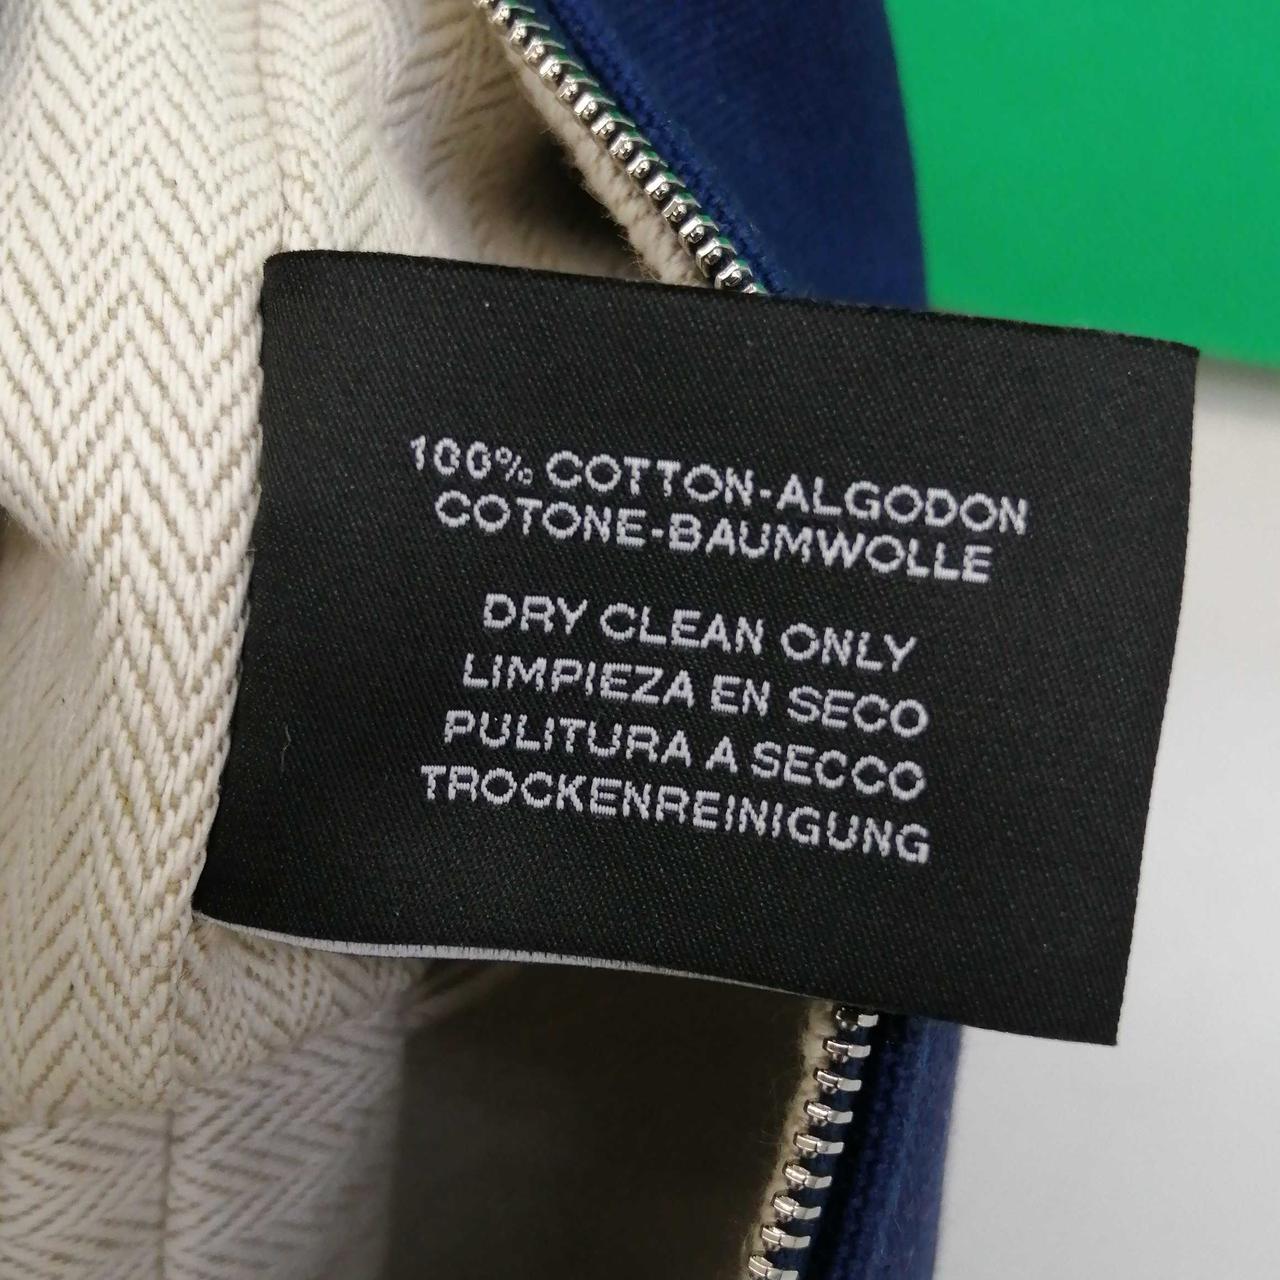 100% COTTON-ALGODON
COTONE-BAUMWOLLE
DRY CLEAN ONLY
LIMPIEZA EN SECO
PULITURA A SECCO
TROCKENREINIGUNG